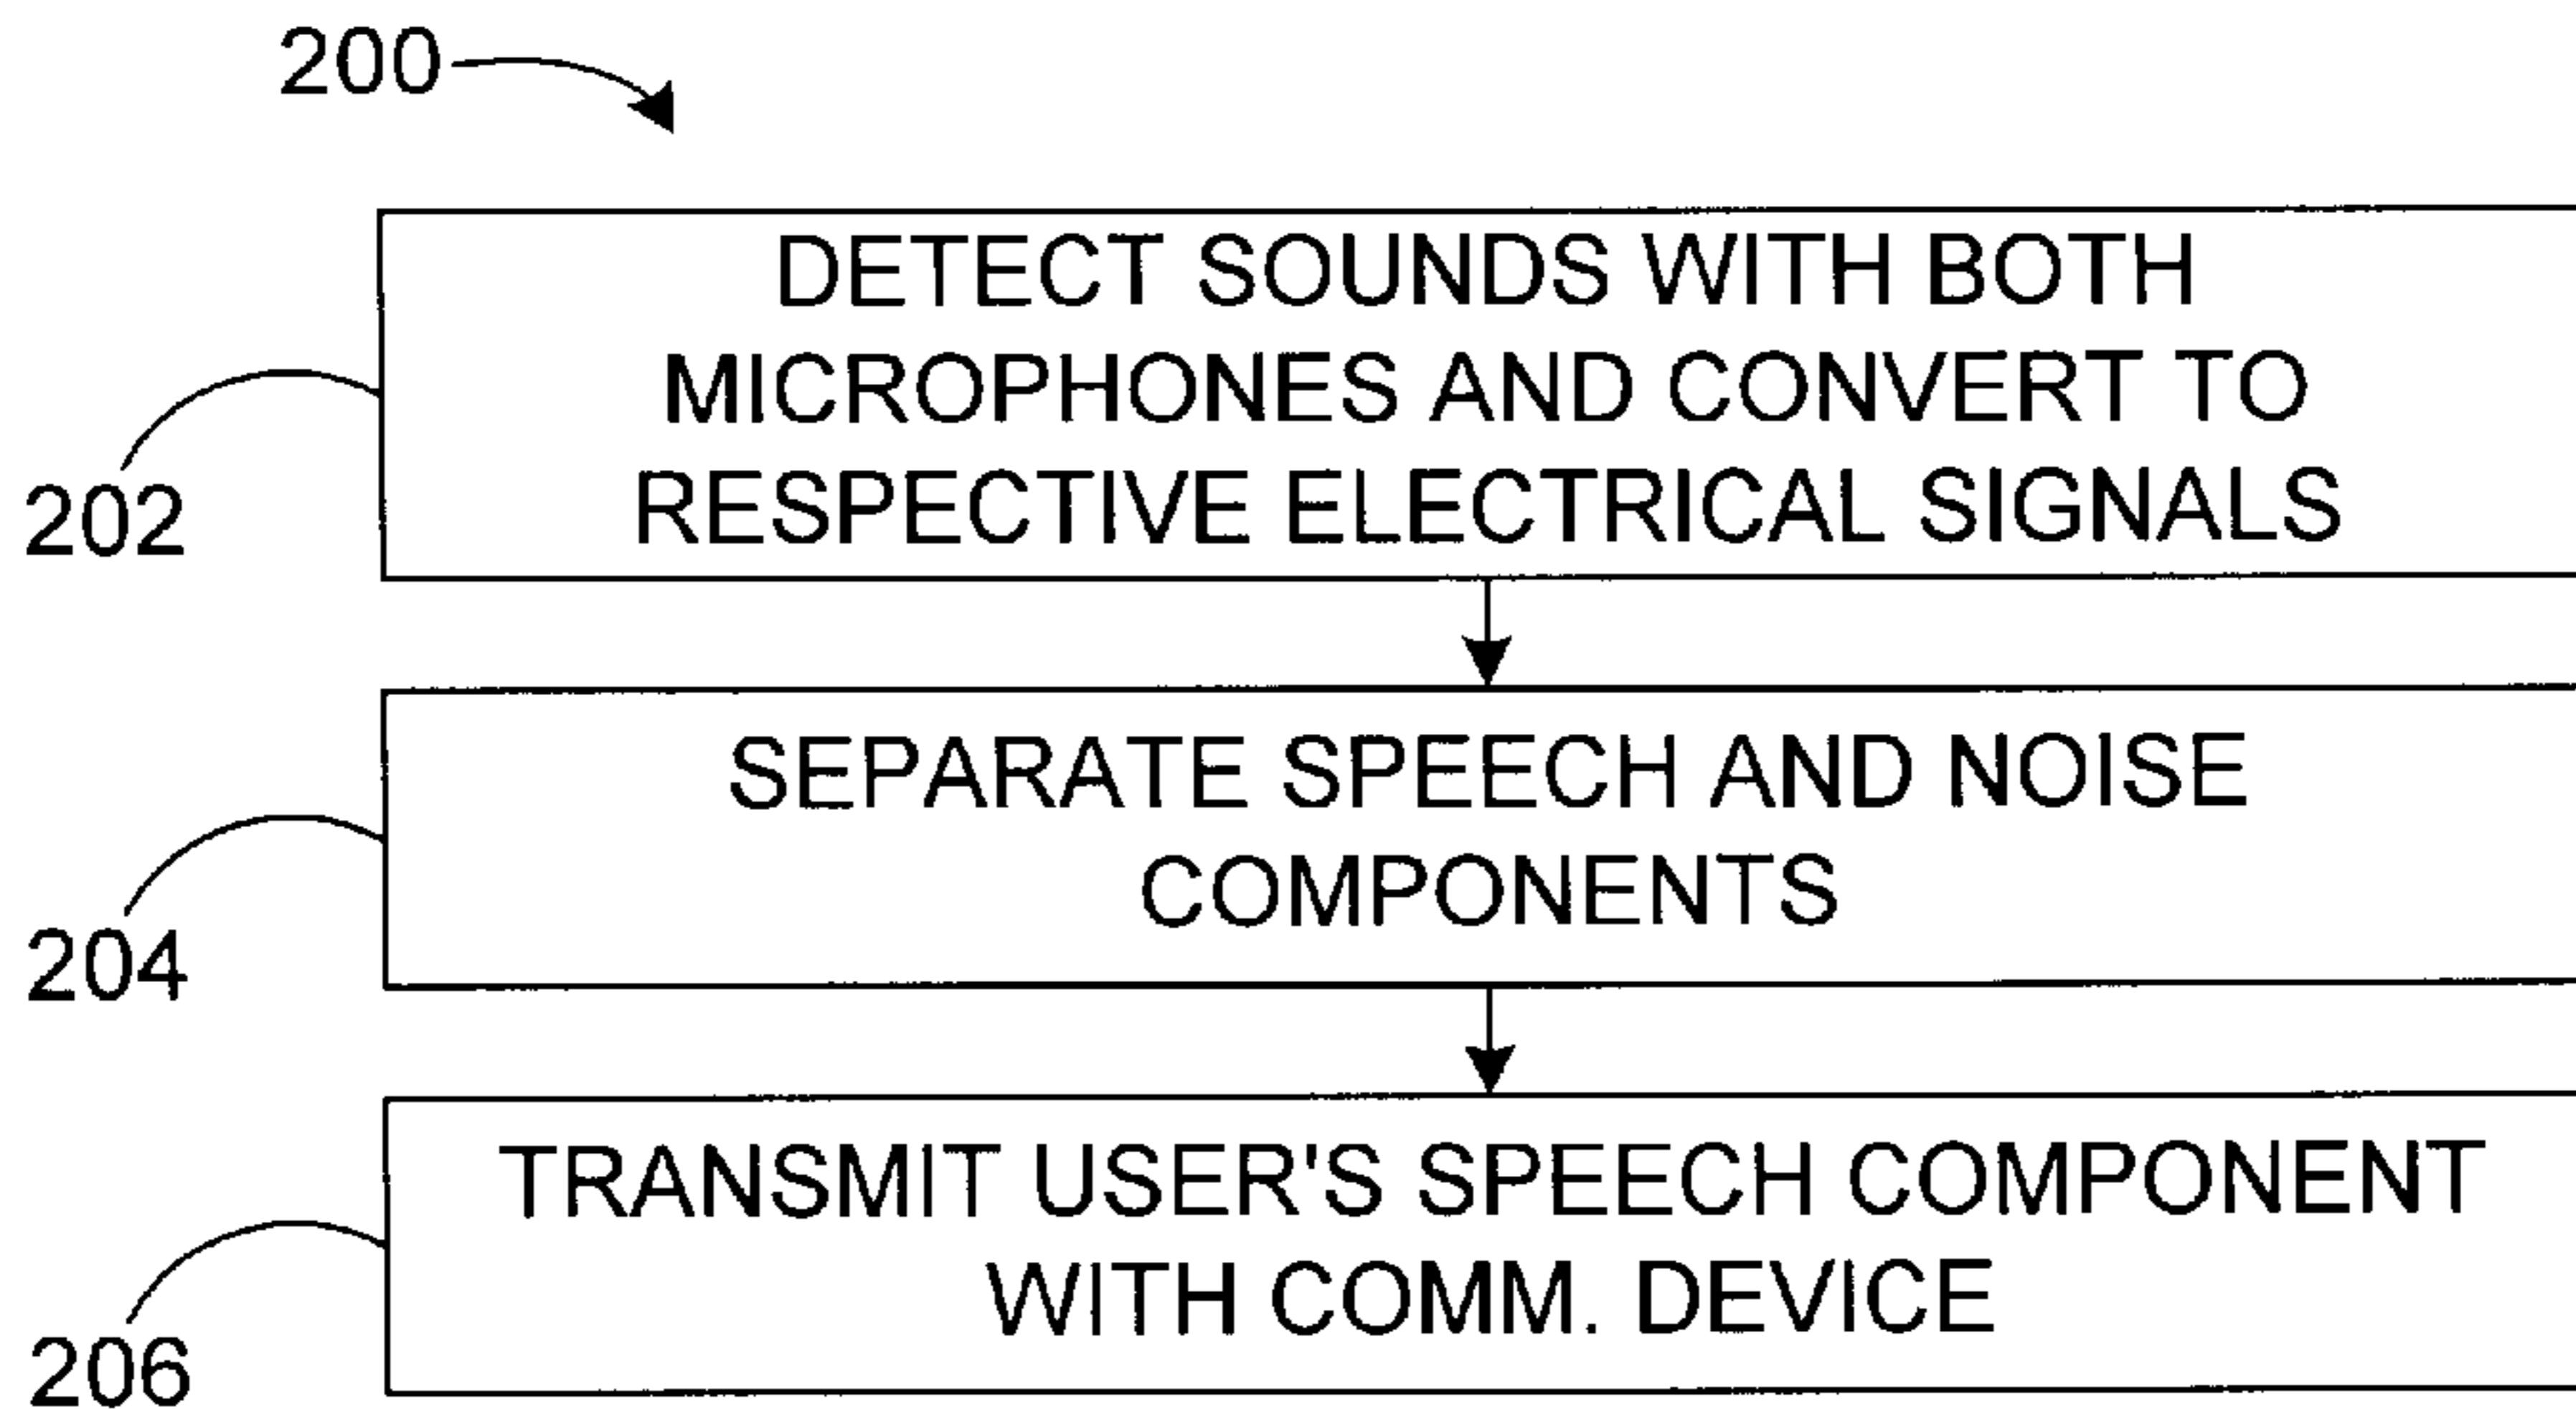 200
DETECT SOUNDS WITH BOTH
MICROPHONES AND CONVERT TO
RESPECTIVE ELECTRICAL SIGNALS
202
SEPARATE SPEECH AND NOISE
COMPONENTS
204
TRANSMIT USER'S SPEECH COMPONENT
WITH COMM. DEVICE
206